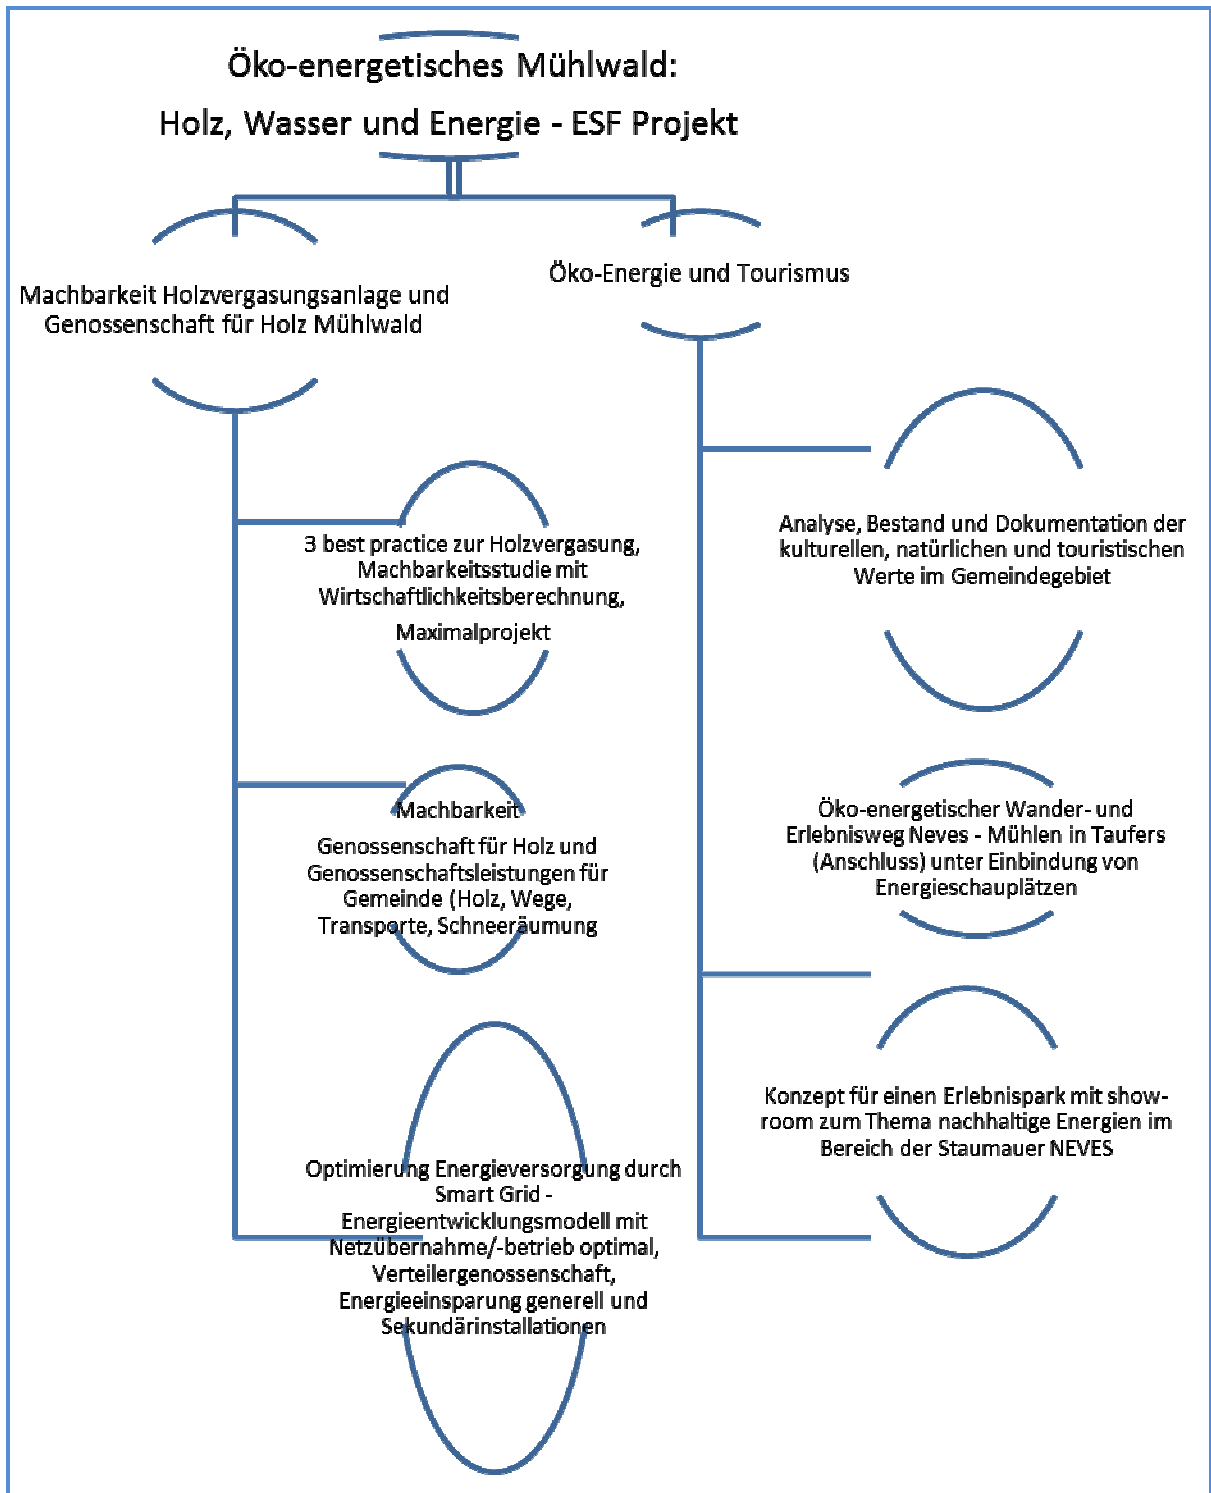 Öko-energetisches Mühlwald:
Holz, Wasser und Energie - ESF Projekt
Machbarkeit Holzvergasungsanlage und
Genossenschaft für Holz Mühlwald
3 best practice zur Holzvergasung,
Machbarkeitsstudie mit
Wirtschaftlichkeitsberechnung,
Maximalprojekt
Machbarkeit
Genossenschaft für Holz und
Genossenschaftsleistungen für
Gemeinde (Holz, Wege,
Transporte, Schneeräumung
Optimierung Energieversorgung durch
Smart Grid -
Energieentwicklungsmodell mit
Netzübernahme/-betrieb optimal,
Verteilergenossenschaft,
Energieeinsparung generell und
Sekundärinstallationen
Öko-Energie und Tourismus
Analyse, Bestand und Dokumentation der
kulturellen, natürlichen und touristischen
Werte im Gemeindegebiet
Öko-energetischer Wander- und
Erlebnisweg Neves - Mühlen in Taufers
(Anschluss) unter Einbindung von
Energieschauplätzen
Konzept für einen Erlebnispark mit show-
room zum Thema nachhaltige Energien im
Bereich der Staumauer NEVES